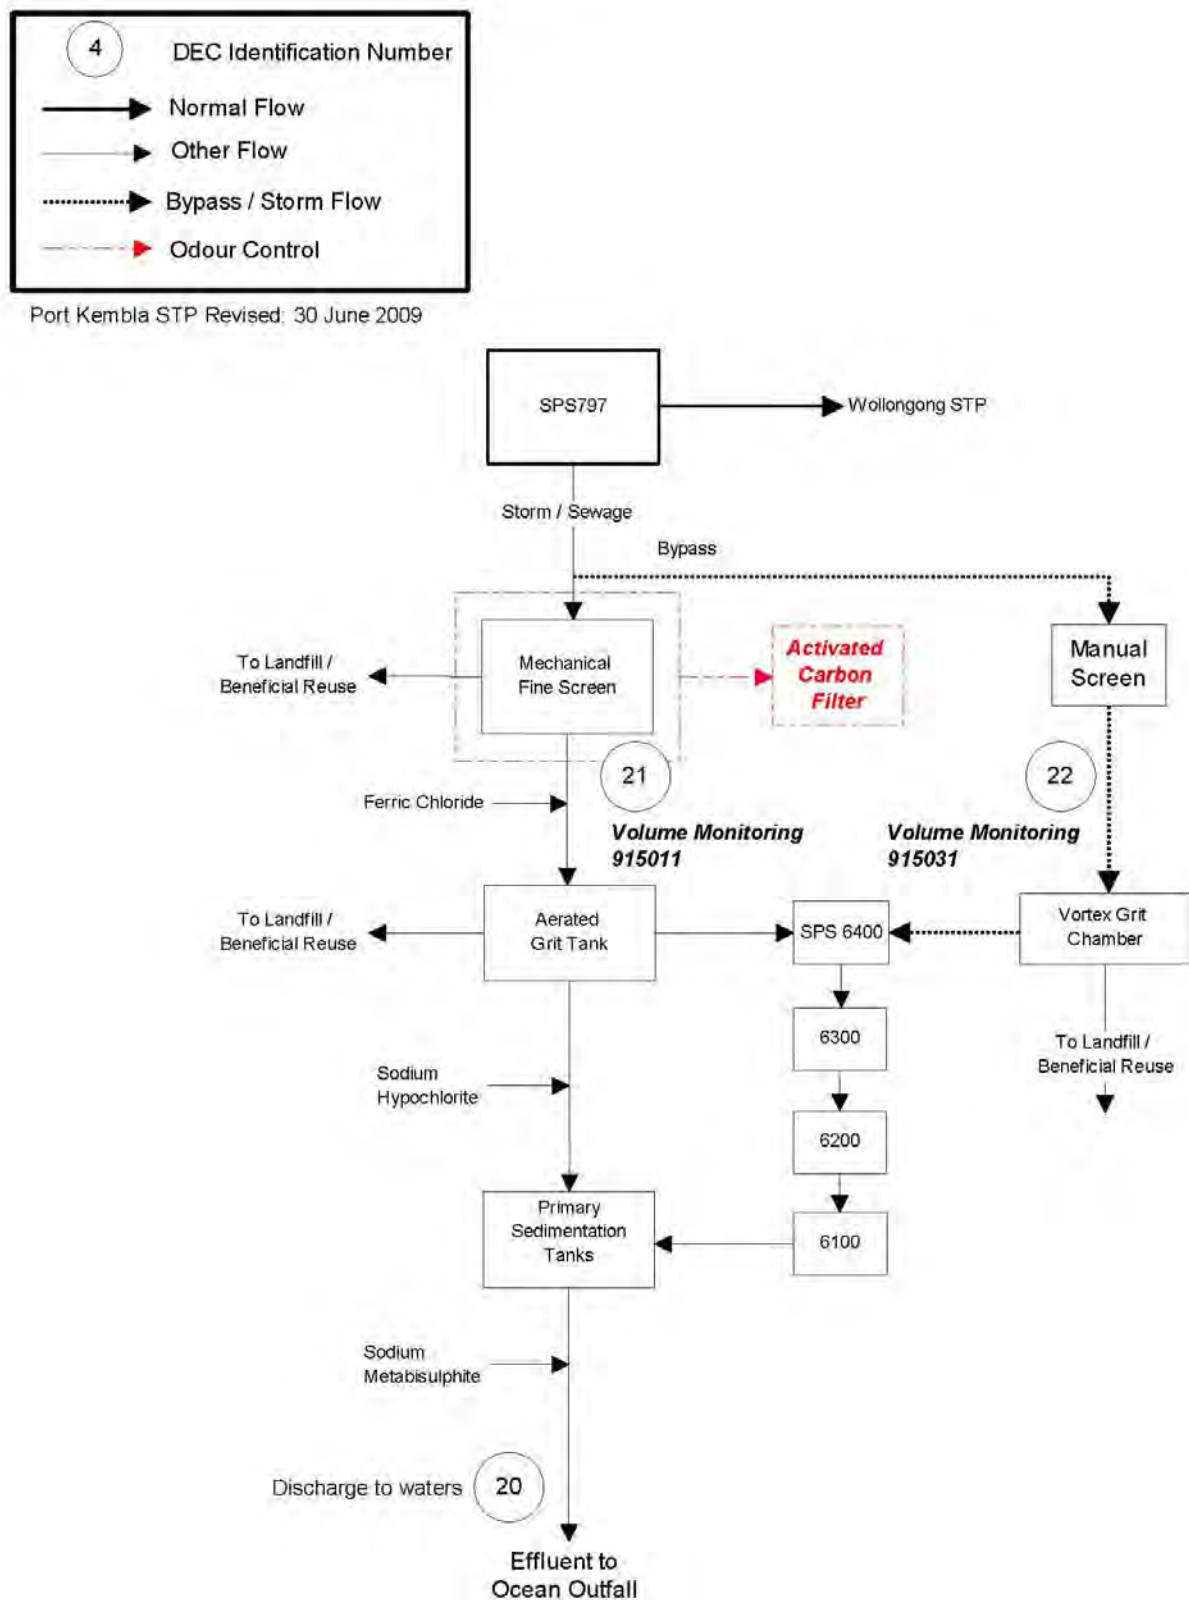 4
DEC Identification Number
Normal Flow
Other Flow
Bypass / Storm Flow
Odour Control
Port Kembla STP Revised: 30 June 2009
SPS797
Wollongong STP
Storm / Sewage
Bypass
To Landfill /
Beneficial Reuse
Mechanical
Fine Screen
Activated
Carbon
Filter
Manual
Screen
21
22
Ferric Chloride
Volume Monitoring
915011
Volume Monitoring
915031
To Landfill /
Beneficial Reuse
Aerated
Grit Tank
SPS 6400
Vortex Grit
Chamber
6300
To Landfill /
Beneficial Reuse
Sodium
Hypochlorite
6200
Primary
Sedimentation
Tanks
6100
Sodium
Metabisulphite
Discharge to waters
20
Effluent to
Ocean Outfall